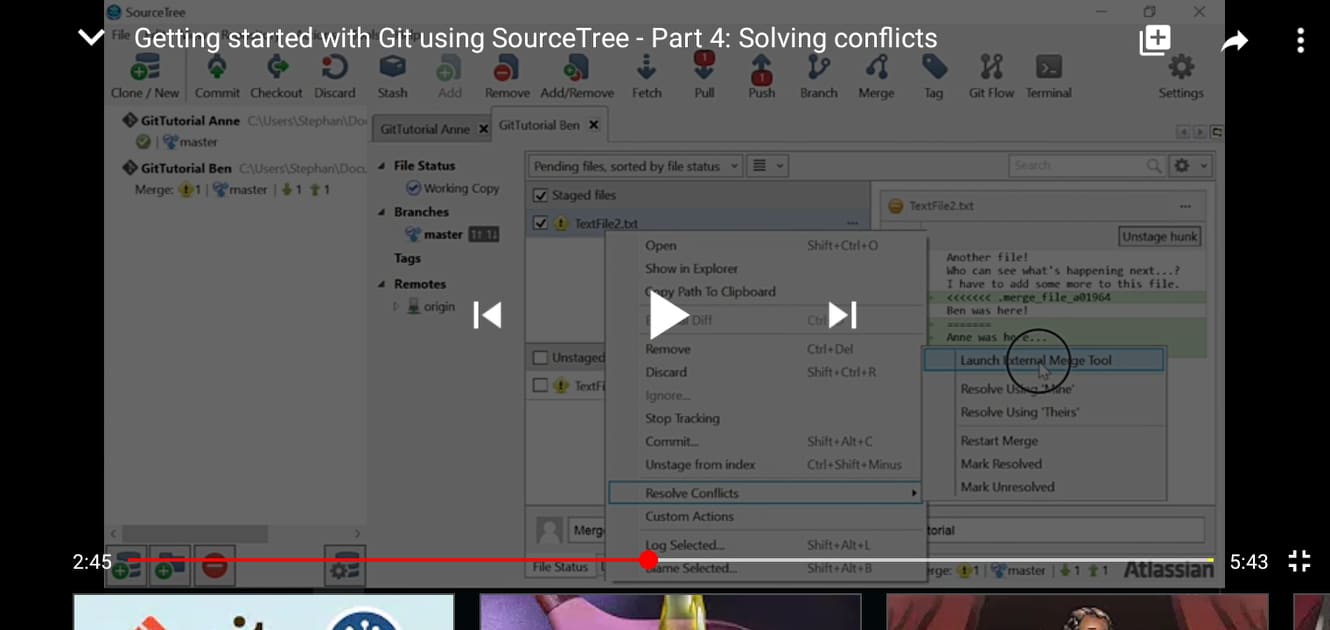 SourceTree
File
Getting started with Git using SourceTree - Part 4: Solving conflicts
Clone / New Commit Checkout Discard Stash Add Remove Add/Remove Fetch Pull Push Branch Merge Tag Git Flow Terminal Settings
1
1
GitTutorial Anne C:\Users\Stephan\Do
master
GitTutorial Ben C:\Users\Stephan\Docu
Merge: 1 | master | 1 1
GitTutorial Anne
GitTutorial Ben
File Status
Working Copy
Branches
master 1 1
Tags
Remotes
origin
Pending files, sorted by file status
Search
Staged files
TextFile2.txt
Unstaged
TextFi
TextFile2.txt
Unstage hunk
Another file!
Who can see what's happening next...?
I have to add some more to this file.
<<<<<<< .merge_file_a01964
Ben was here!
=======
Anne was here...
Open Shift+Ctrl+O
Show in Explorer
Copy Path To Clipboard
Diff Ctrl
Remove Ctrl+Del
Discard Shift+Ctrl+R
Ignore...
Stop Tracking
Commit... Shift+Alt+C
Unstage from index Ctrl+Shift+Minus
Resolve Conflicts
Custom Actions
Log Selected... Shift+Alt+L
Blame Selected... Shift+Alt+B
Launch External Merge Tool
Resolve Using 'Mine'
Resolve Using 'Theirs'
Restart Merge
Mark Resolved
Mark Unresolved
Merg
torial
File Status
erge: 1 | master | 1 1 Atlassian
2:45
5:43